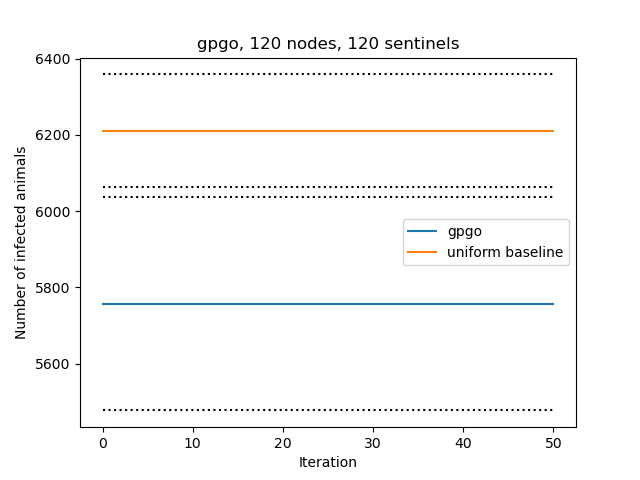 gpgo, 120 nodes, 120 sentinels
6400
6200
6000
5800
5600
Number of infected animals
gpgo
uniform baseline
0 10 20 30 40 50
Iteration